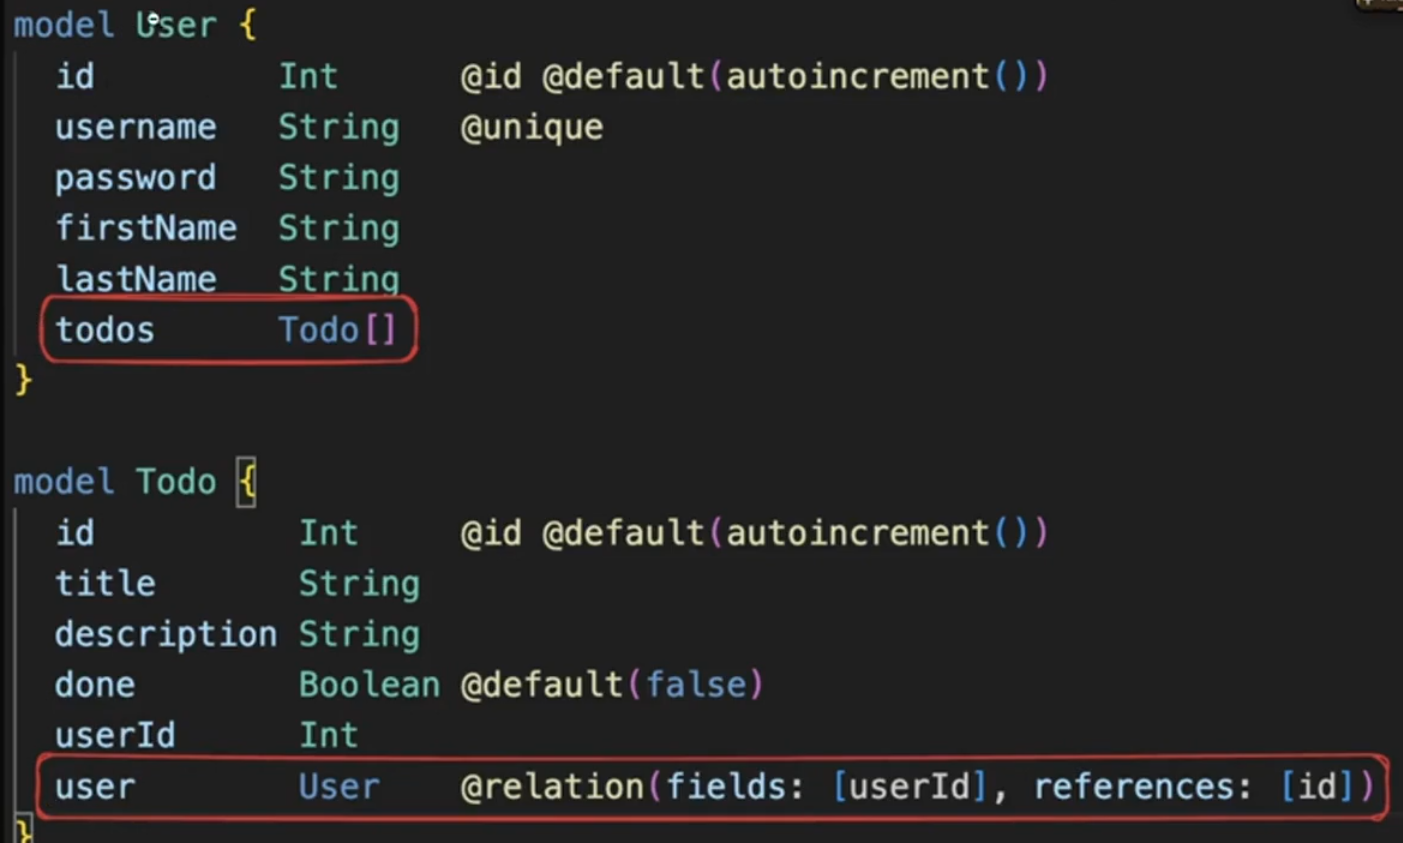 model User {
id Int @id @default(autoincrement())
username String @unique
password String
firstName String
lastName String
todos Todo[]
}
model Todo {
id Int @id @default(autoincrement())
title String
description String
done Boolean @default(false)
userId Int
user User @relation(fields: [userId], references: [id])
}